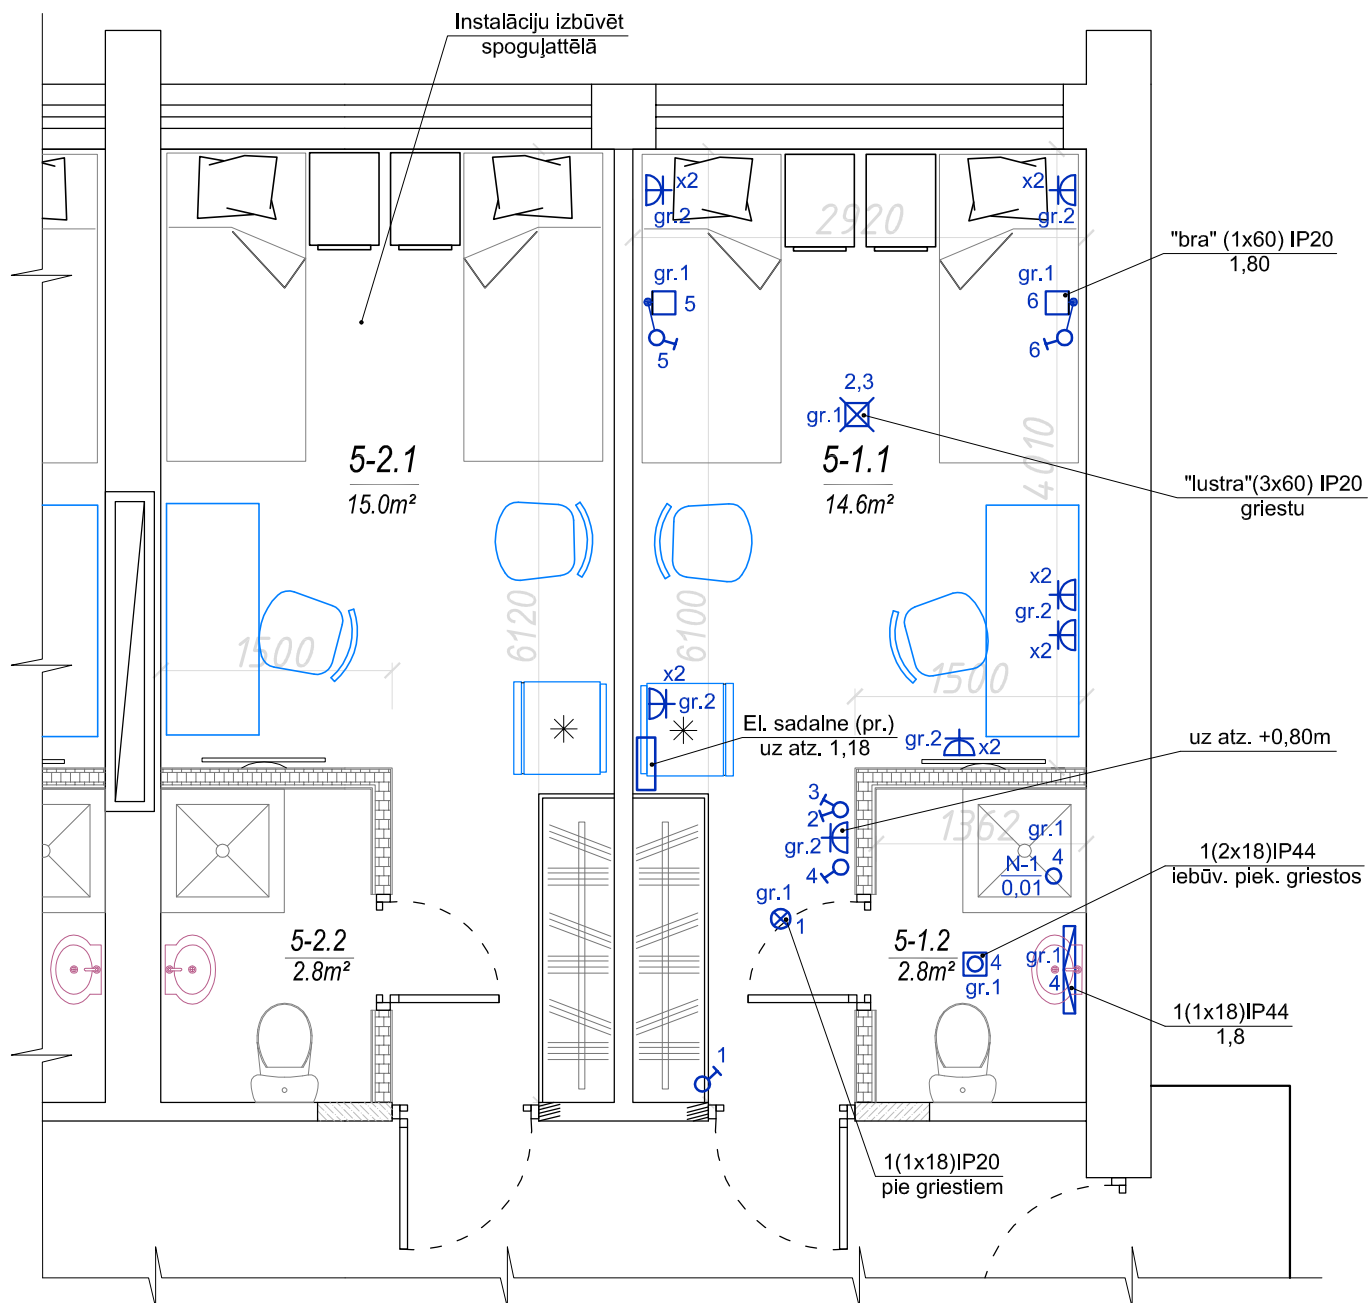 Instalāciju izbūvēt
spoguļattēlā
x2
gr.2
x2
gr.2
2920
"bra" (1x60) IP20
1,80
gr.1
5
5
gr.1
6
6
2,3
gr.1
4010
"lustra"(3x60) IP20
griestu
5-2.1
15.0m²
5-1.1
14.6m²
x2
gr.2
x2
6120
6100
1500
1500
x2
gr.2
El. sadalne (pr.)
uz atz. 1,18
gr.2
x2
uz atz. +0,80m
3
2
gr.2
4
1362
gr.1
N-1
0,01
4
1(2x18)IP44
iebūv. piek. griestos
gr.1
1
5-2.2
2.8m²
5-1.2
2.8m²
4
gr.1
gr.1
4
1(1x18)IP44
1,8
1
1(1x18)IP20
pie griestiem